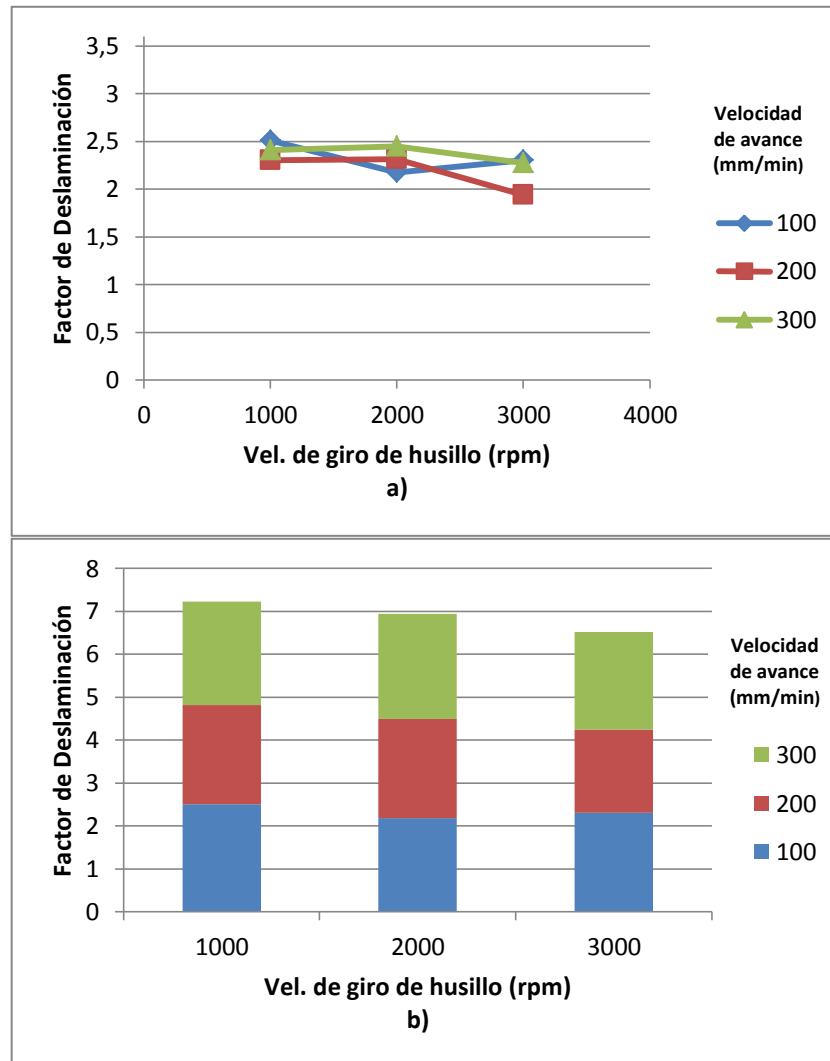 3,5
3
2,5
2
1,5
1
0,5
0
Factor de Deslaminación
0 1000 2000 3000 4000
Vel. de giro de husillo (rpm)
a)
Velocidad
de avance
(mm/min)
100
200
300
8
7
6
5
4
3
2
1
0
Factor de Deslaminación
1000 2000 3000
Vel. de giro de husillo (rpm)
b)
Velocidad
de avance
(mm/min)
300
200
100